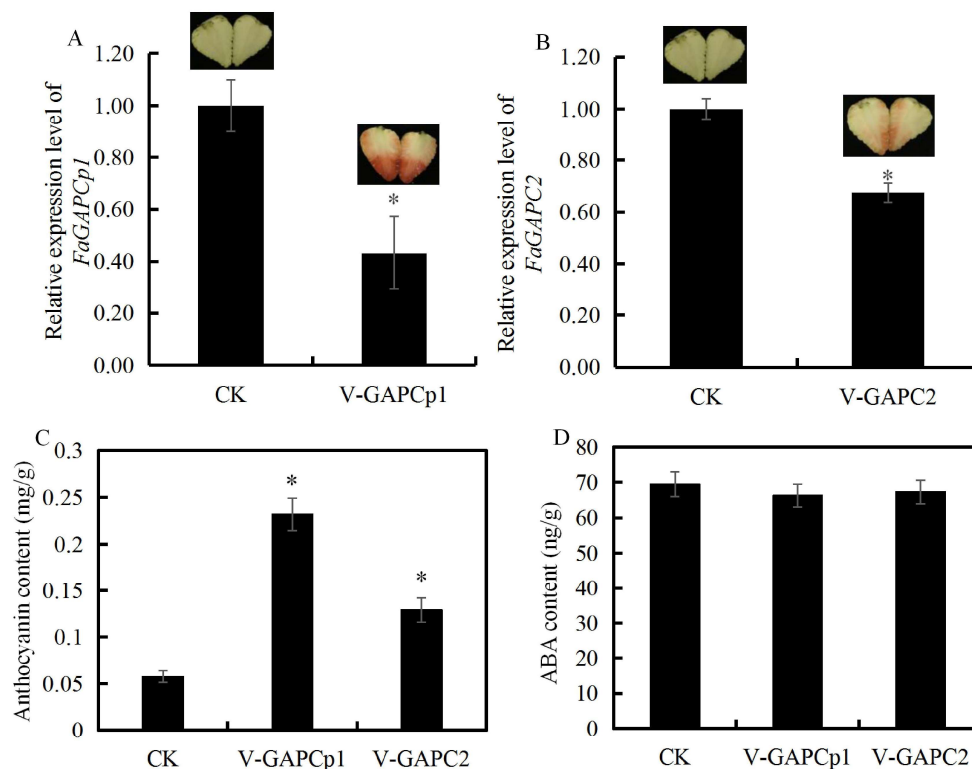 A
Relative expression level of
FaGAPCp1
1.20
1.00
0.80
0.60
0.40
0.20
0.00
*
CK
V-GAPCp1
B
Relative expression level of
FaGAPC2
1.20
1.00
0.80
0.60
0.40
0.20
0.00
*
CK
V-GAPC2
C
Anthocyanin content (mg/g)
0.3
0.25
0.2
0.15
0.1
0.05
0
*
*
CK
V-GAPCp1
V-GAPC2
D
ABA content (ng/g)
80
70
60
50
40
30
20
10
0
CK
V-GAPCp1
V-GAPC2